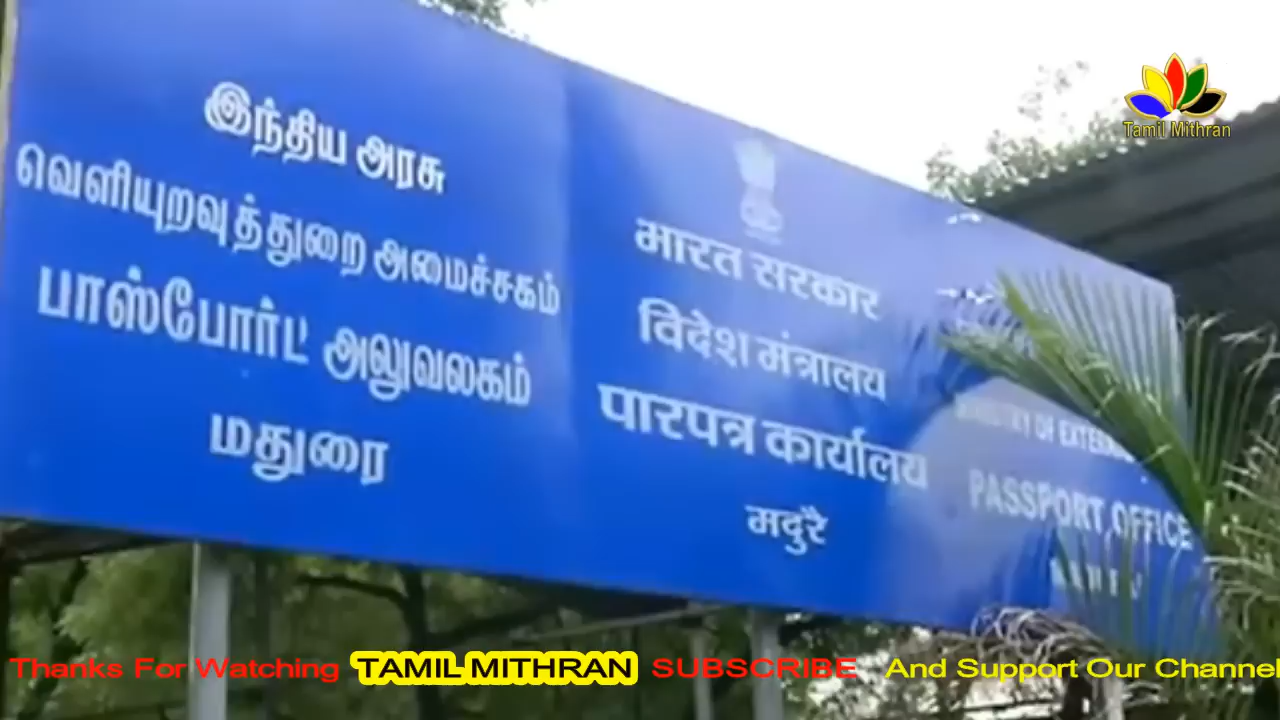 Tamil Mithran
இந்திய அரசு
வெளியுறவுத்துறை அமைச்சகம்
பாஸ்போர்ட் அலுவலகம்
மதுரை
भारत सरकार
विदेश मंत्रालय
पारपत्र कार्यालय
मदुरै
OF
PASSPORT OFFICE
Thanks For Watching TAMIL MITHRAN SUBSCRIBE And Support Our Channel